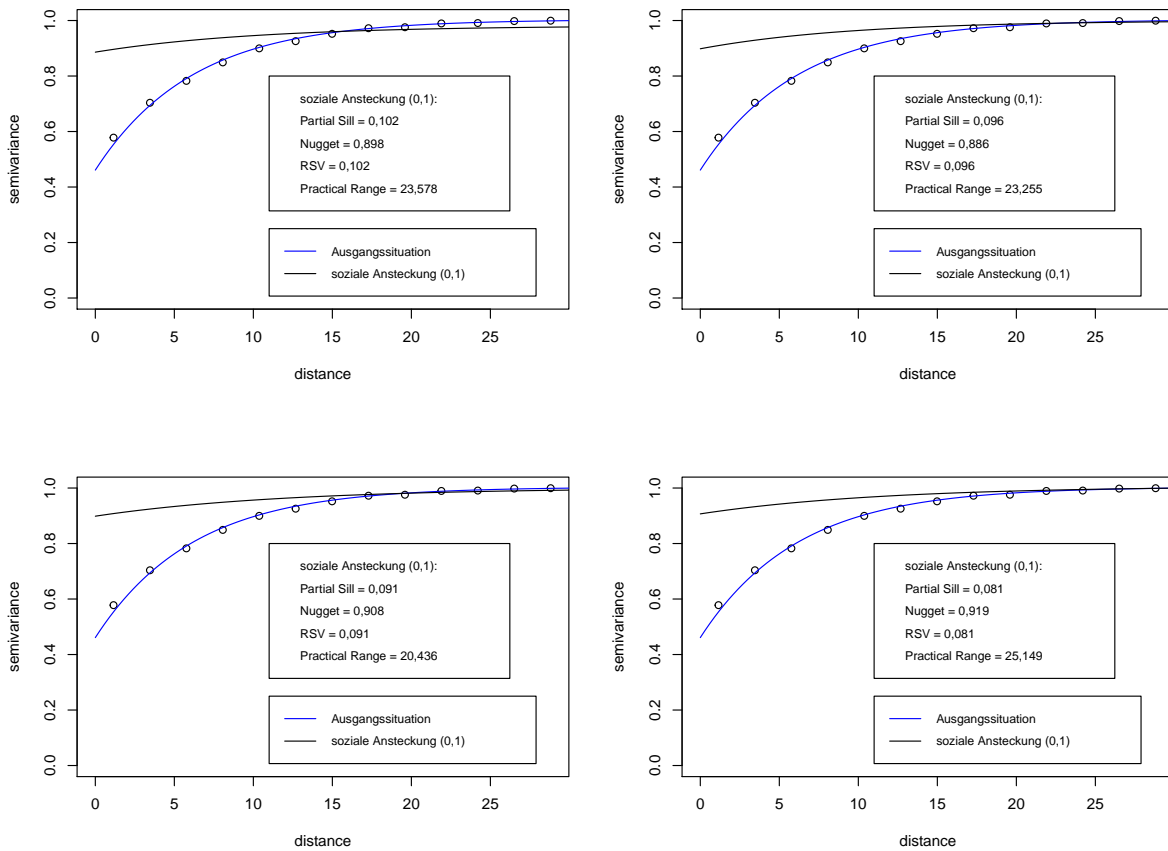 semivariance
1.0
0.8
0.6
0.4
0.2
0.0
soziale Ansteckung (0,1):
Partial Sill = 0,102
Nugget = 0,898
RSV = 0,102
Practical Range = 23,578
Ausgangssituation
soziale Ansteckung (0,1)
0 5 10 15 20 25
distance
semivariance
1.0
0.8
0.6
0.4
0.2
0.0
soziale Ansteckung (0,1):
Partial Sill = 0,096
Nugget = 0,886
RSV = 0,096
Practical Range = 23,255
Ausgangssituation
soziale Ansteckung (0,1)
0 5 10 15 20 25
distance
semivariance
1.0
0.8
0.6
0.4
0.2
0.0
soziale Ansteckung (0,1):
Partial Sill = 0,091
Nugget = 0,908
RSV = 0,091
Practical Range = 20,436
Ausgangssituation
soziale Ansteckung (0,1)
0 5 10 15 20 25
distance
semivariance
1.0
0.8
0.6
0.4
0.2
0.0
soziale Ansteckung (0,1):
Partial Sill = 0,081
Nugget = 0,919
RSV = 0,081
Practical Range = 25,149
Ausgangssituation
soziale Ansteckung (0,1)
0 5 10 15 20 25
distance